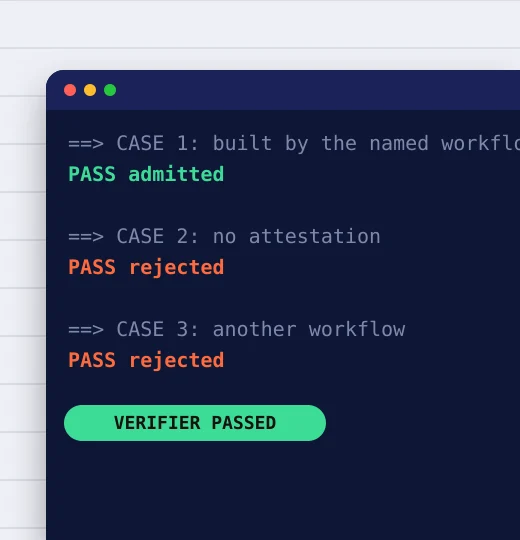 ==> CASE 1: built by the named
PASS admitted
==> CASE 2: no attestation
PASS rejected
==> CASE 3: another workflow
PASS rejected
VERIFIER PASSED